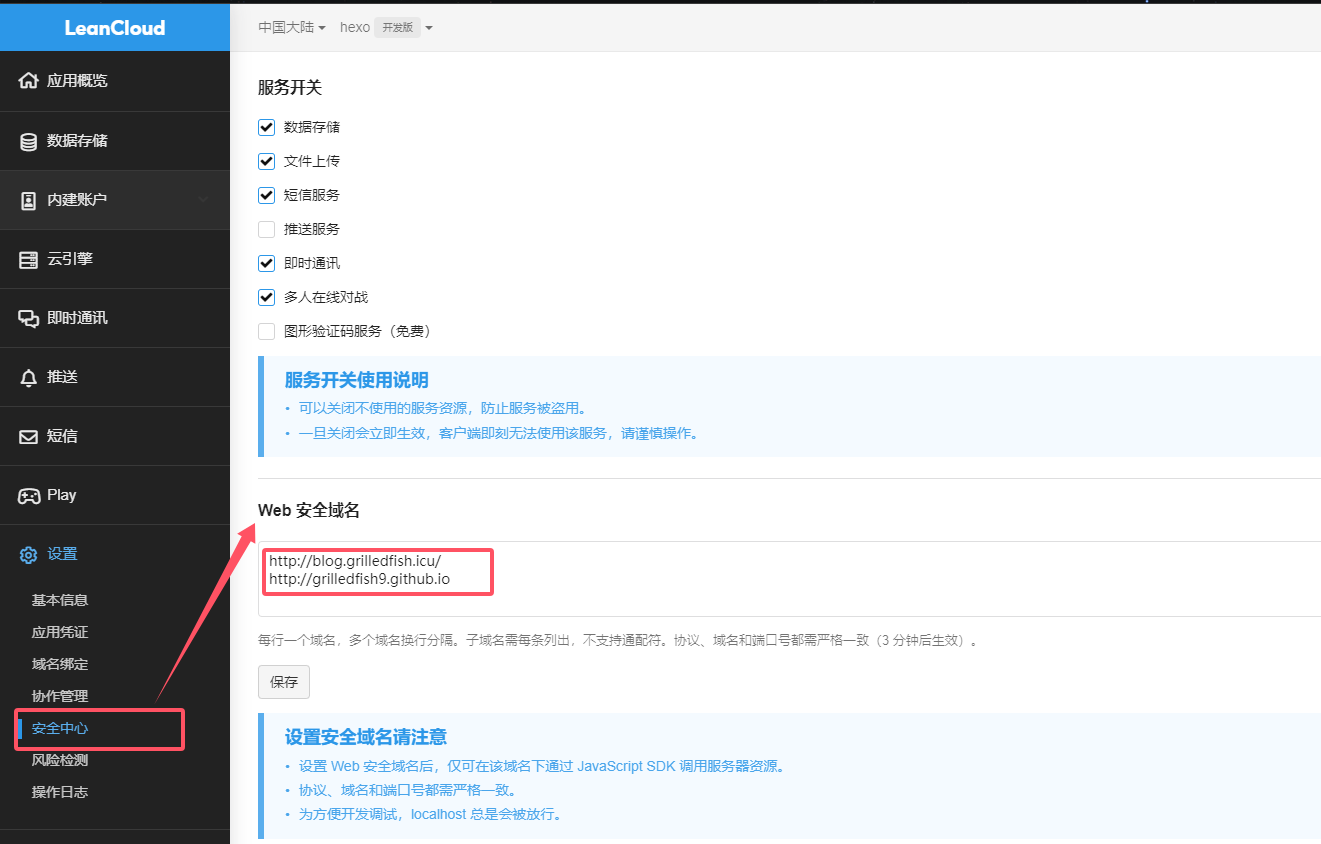 LeanCloud
中国大陆 hexo 开发版
应用概览
数据存储
内建账户
云引擎
即时通讯
推送
短信
Play
设置
基本信息
应用凭证
域名绑定
协作管理
安全中心
风险检测
操作日志
服务开关
数据存储
文件上传
短信服务
推送服务
即时通讯
多人在线对战
图形验证码服务（免费）
服务开关使用说明
• 可以关闭不使用的服务资源，防止服务被盗用。
• 一旦关闭会立即生效，客户端即刻无法使用该服务，请谨慎操作。
Web 安全域名
http://blog.grilledfish.icu/
http://grilledfish9.github.io
每行一个域名，多个域名换行分隔。子域名需每条列出，不支持通配符。协议、域名和端口号都需严格一致（3 分钟后生效）。
保存
设置安全域名请注意
• 设置 Web 安全域名后，仅可在该域名下通过 JavaScript SDK 调用服务器资源。
• 协议、域名和端口号都需严格一致。
• 为方便开发调试，localhost 总是会被放行。